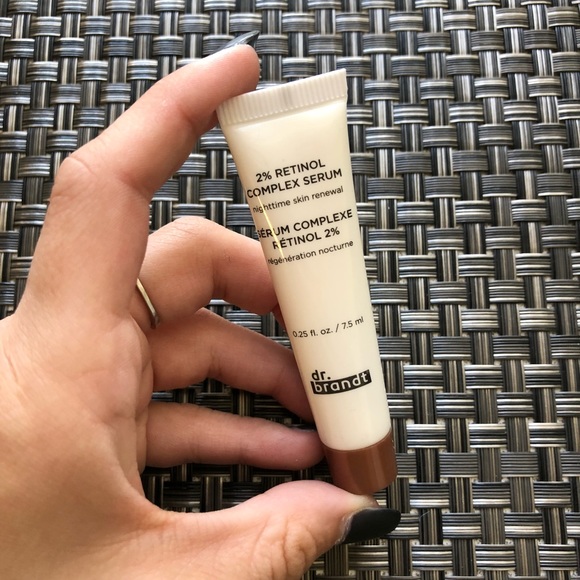 2% RETINOL
COMPLEX SERUM
nighttime skin renewal
SÉRUM COMPLEXE
RÉTINOL 2%
régénération nocturne
0.25 fl. oz. / 7.5 ml
dr.
brandt